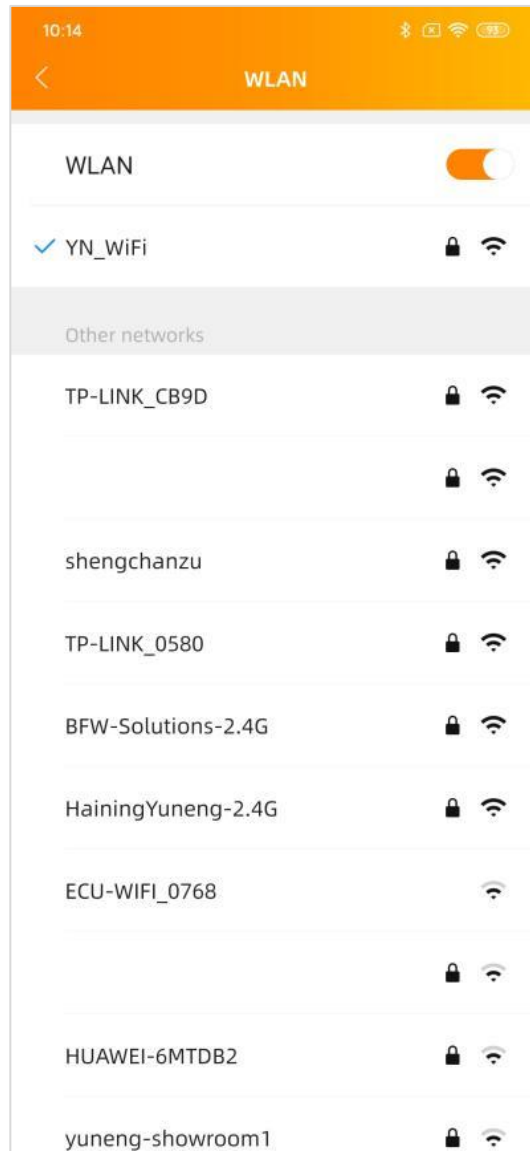 10:14
93
WLAN
WLAN
YN_WiFi
Other networks
TP-LINK_CB9D
shengchanzu
TP-LINK_0580
BFW-Solutions-2.4G
HainingYuneng-2.4G
ECU-WIFI_0768
HUAWEI-6MTDB2
yuneng-showroom1